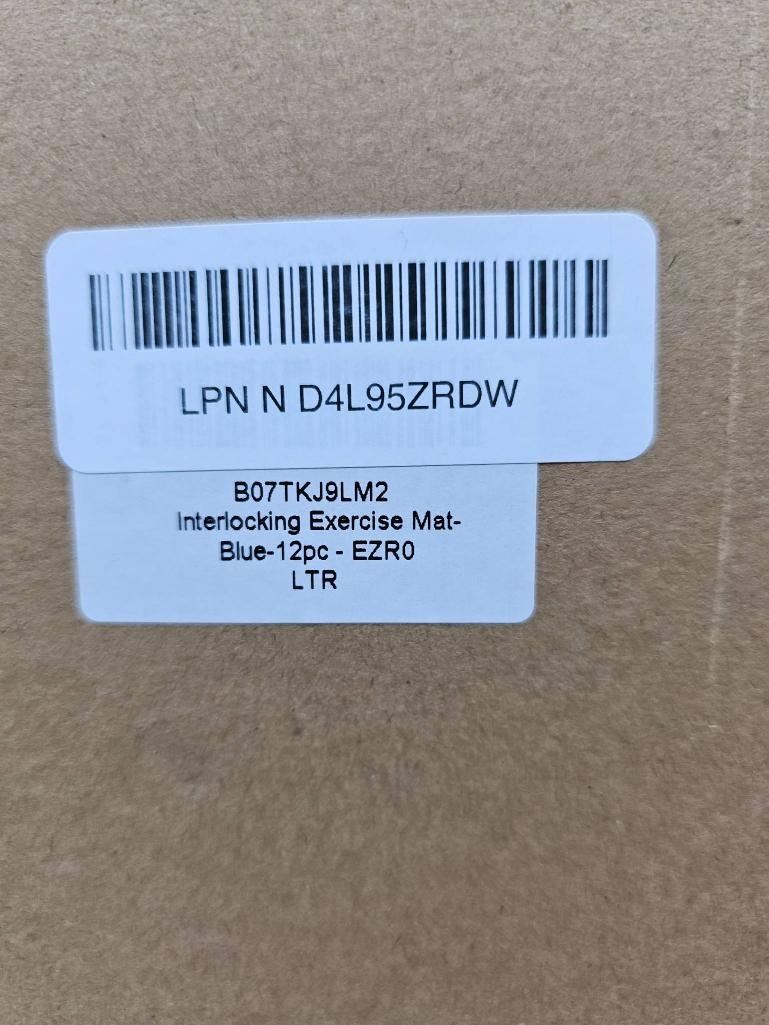 LPN N D4L95ZRDW
B07TKJ9LM2
Interlocking Exercise Mat-
Blue-12pc - EZR0
LTR